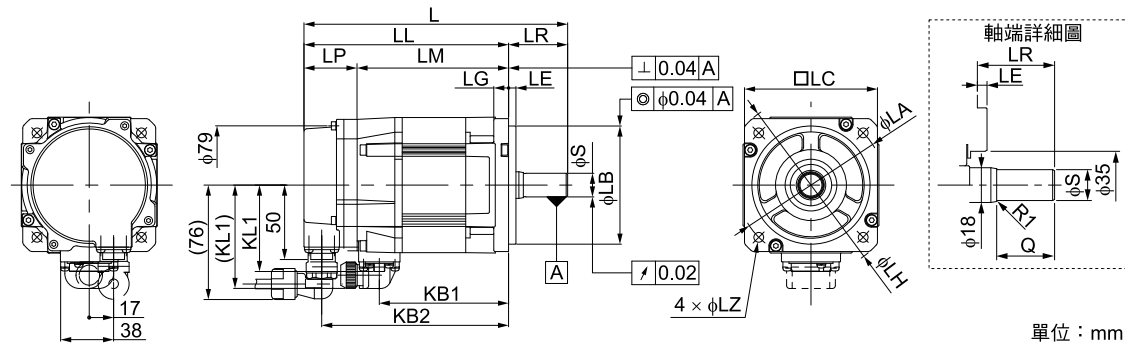 L
LL
LR
LP
LM
LG
LE
⊥ 0.04 A
◎ ϕ0.04 A
ϕ79
ϕS
ϕLB
(76)
(KL1)
KL1
50
A
↗ 0.02
KB1
KB2
17
38
□LC
ϕLA
ϕLH
4 × ϕLZ
軸端詳細圖
LR
LE
ϕ18
R1
Q
ϕS
ϕ35
單位：mm